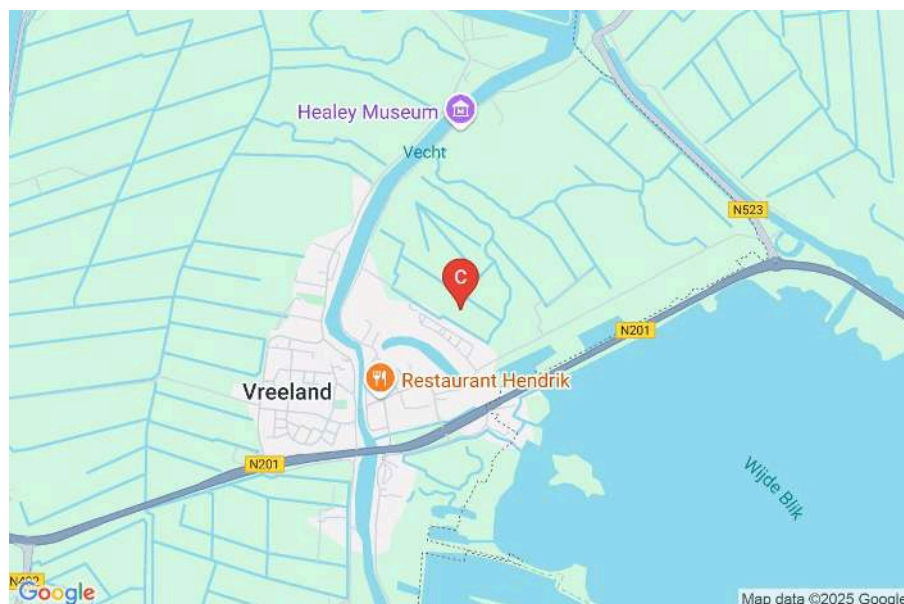 Healey Museum
Vecht
N523
C
N201
Restaurant Hendrik
Vreeland
N201
Wijde Blik
Google
Map data ©2025 Google